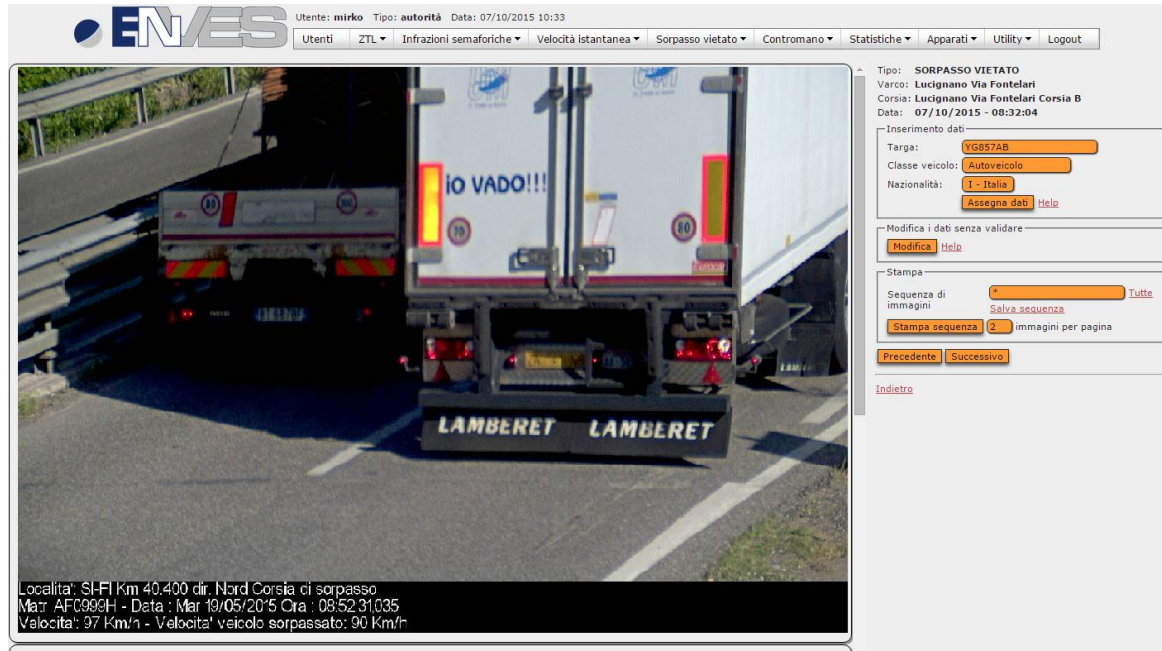 ENVES
Utente: mirko Tipo: autorità Data: 07/10/2015 10:33
Utenti ZTL Infrazioni semaforiche Velocità istantanea Sorpasso vietato Contromano Statistiche Apparati Utility Logout
Tipo: SORPASSO VIETATO
Varco: Lucignano Via Fontelari
Corsia: Lucignano Via Fontelari Corsia B
Data: 07/10/2015 - 08:32:04
Inserimento dati
Targa: YG857AB
Classe veicolo: Autoveicolo
Nazionalità: I - Italia
Assegna dati Help
Modifica i dati senza validare
Modifica Help
Stampa
Sequenza di immagini * Tutte
Salva sequenza
Stampa sequenza 2 immagini per pagina
Precedente Successivo
Indietro
iO VADO!!!
80
100
70
80
LAMBERET LAMBERET
Localita': SI-FI Km 40.400 dir. Nord Corsia di sorpasso
Matr AF0999H - Data : Mar 19/05/2015 Ora : 08:52:31,035
Velocita': 97 Km/h - Velocita' veicolo sorpassato: 90 Km/h